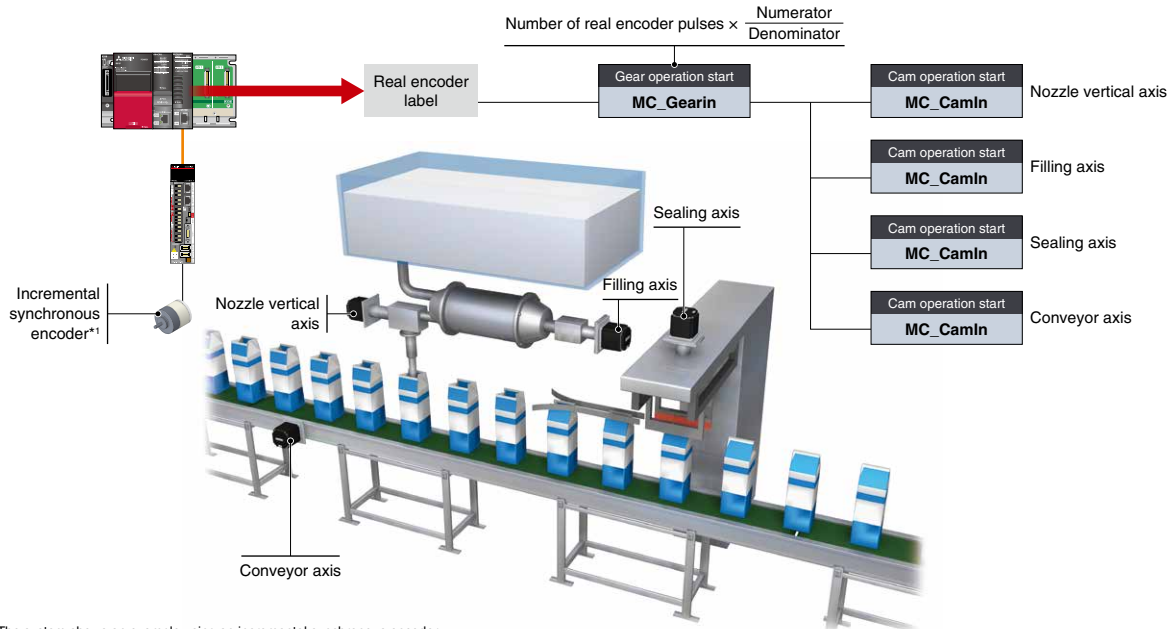 Number of real encoder pulses × Numerator
Denominator
Real encoder
label
Gear operation start
MC_Gearin
Cam operation start
MC_CamIn
Nozzle vertical axis
Cam operation start
MC_CamIn
Filling axis
Cam operation start
MC_CamIn
Sealing axis
Cam operation start
MC_CamIn
Conveyor axis
Sealing axis
Filling axis
Nozzle vertical
axis
Incremental
synchronous
encoder*1
Conveyor axis